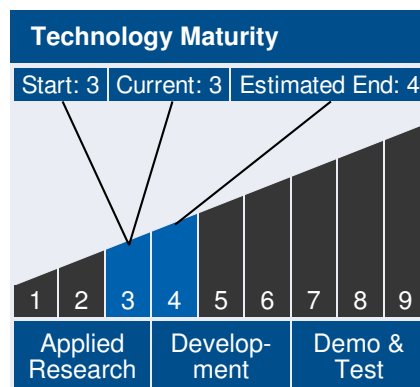 Technology Maturity
Start: 3 Current: 3 Estimated End: 4
1 2 3 4 5 6 7 8 9
Applied Develop- Demo &
Research ment Test